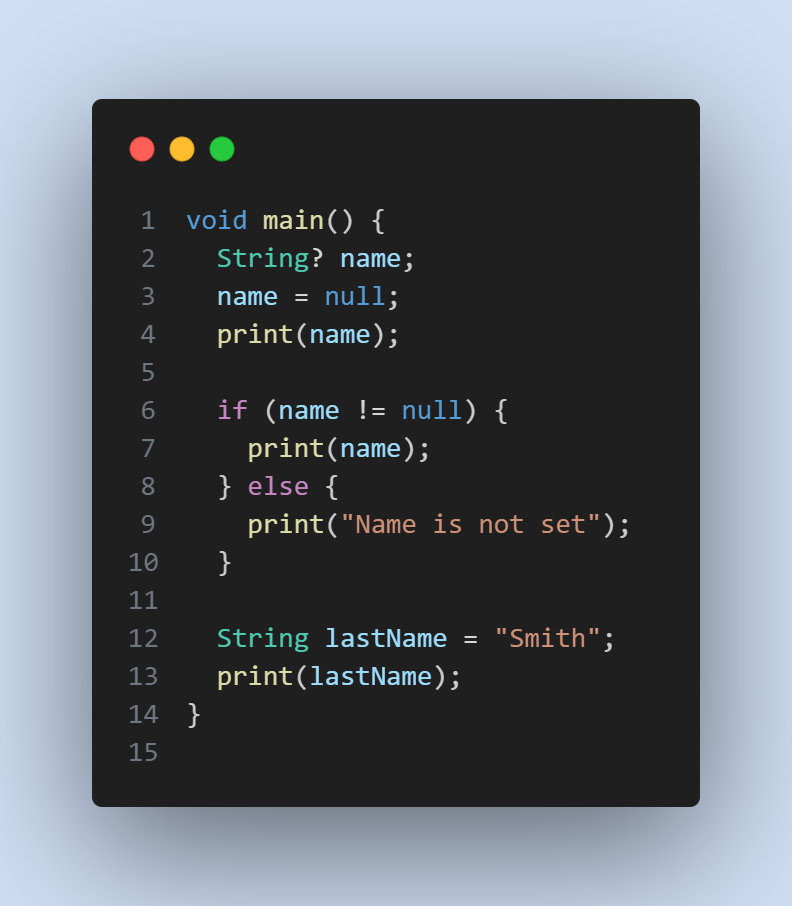 1 void main() {
2   String? name;
3   name = null;
4   print(name);
5
6   if (name != null) {
7     print(name);
8   } else {
9     print("Name is not set");
10   }
11
12   String lastName = "Smith";
13   print(lastName);
14 }
15